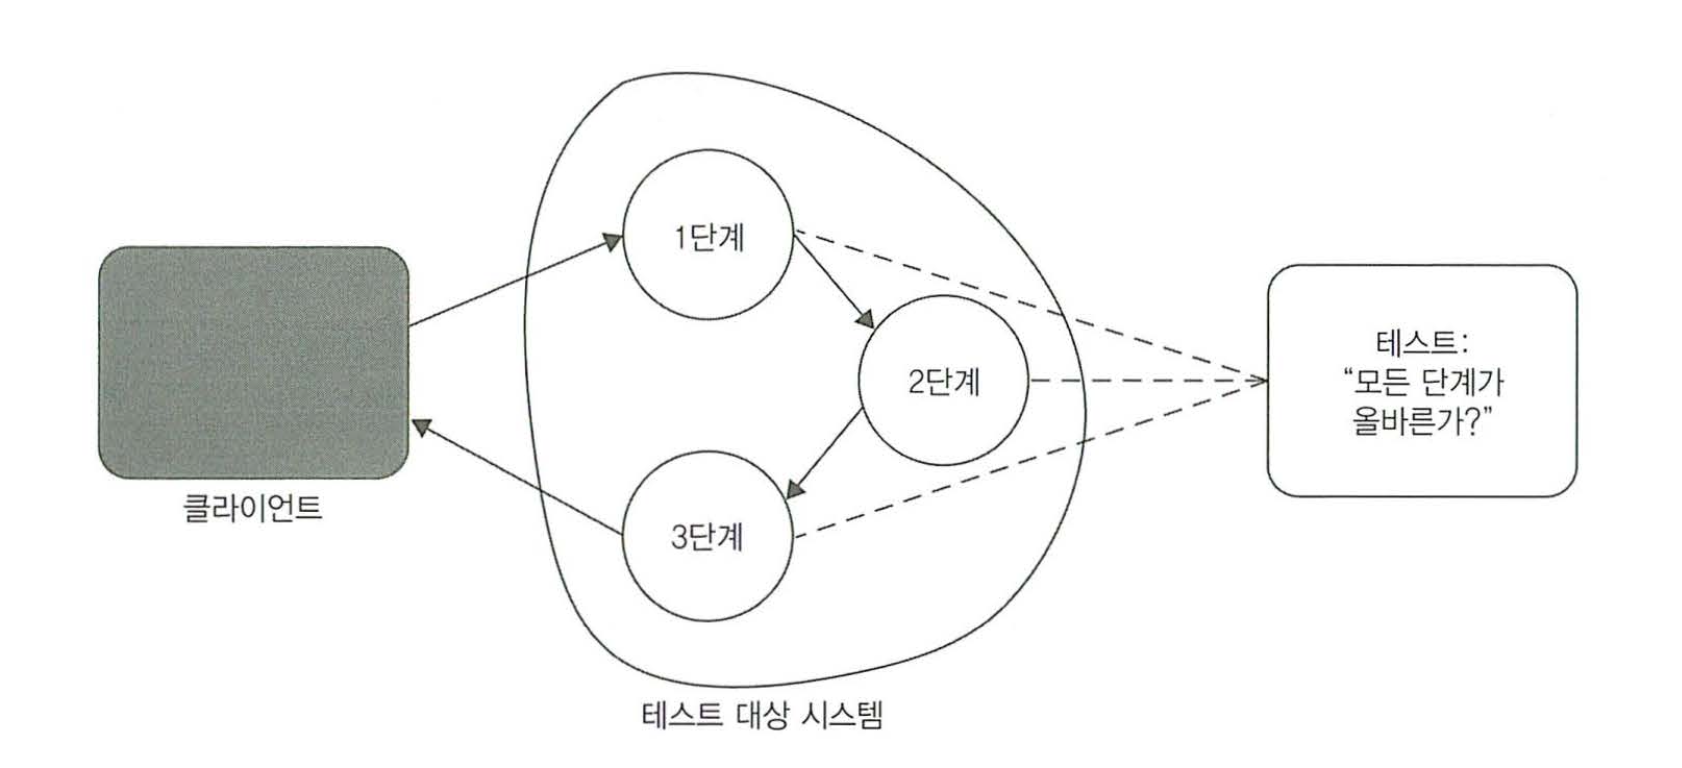 1단계
2단계
3단계
클라이언트
테스트 대상 시스템
테스트:
“모든 단계가
올바른가?”